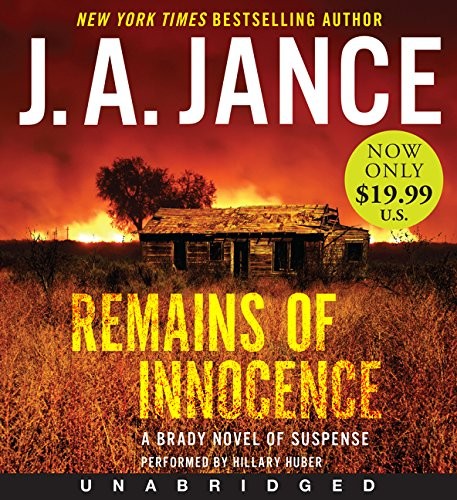 NEW YORK TIMES BESTSELLING AUTHOR
J. A. JANCE
NOW
ONLY
$19.99
U.S.
REMAINS OF
INNOCENCE
A BRADY NOVEL OF SUSPENSE
PERFORMED BY HILLARY HUBER
UNABRIDGED